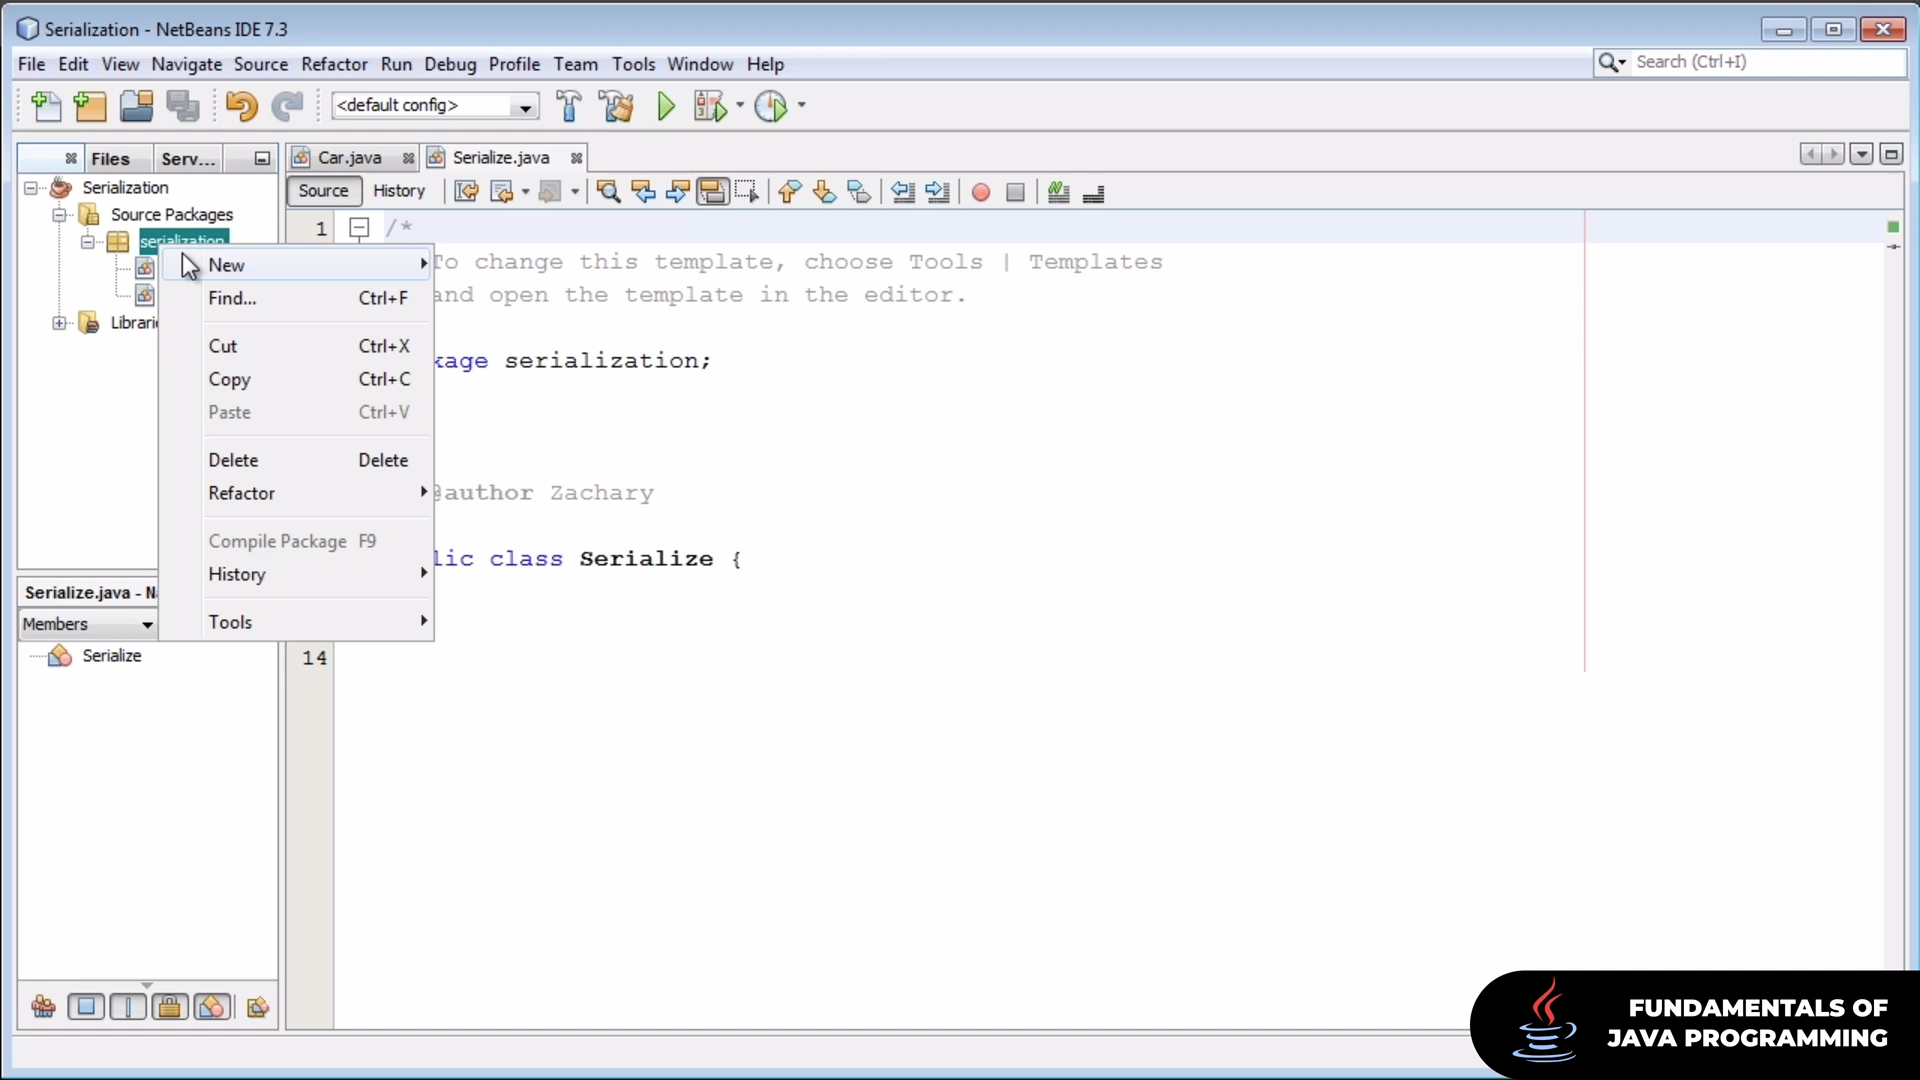 Serialization - NetBeans IDE 7.3
File Edit View Navigate Source Refactor Run Debug Profile Team Tools Window Help
Search (Ctrl+I)
<default config>
Files Serv...
Car.java Serialize.java
Source History
Serialization
Source Packages
serialization
Librari
New
Find... Ctrl+F
Cut Ctrl+X
Copy Ctrl+C
Paste Ctrl+V
Delete Delete
Refactor
Compile Package F9
History
Tools
1 /*
To change this template, choose Tools | Templates
and open the template in the editor.
kage serialization;
@author Zachary
lic class Serialize {
14
Serialize.java - N
Members
Serialize
FUNDAMENTALS OF
JAVA PROGRAMMING